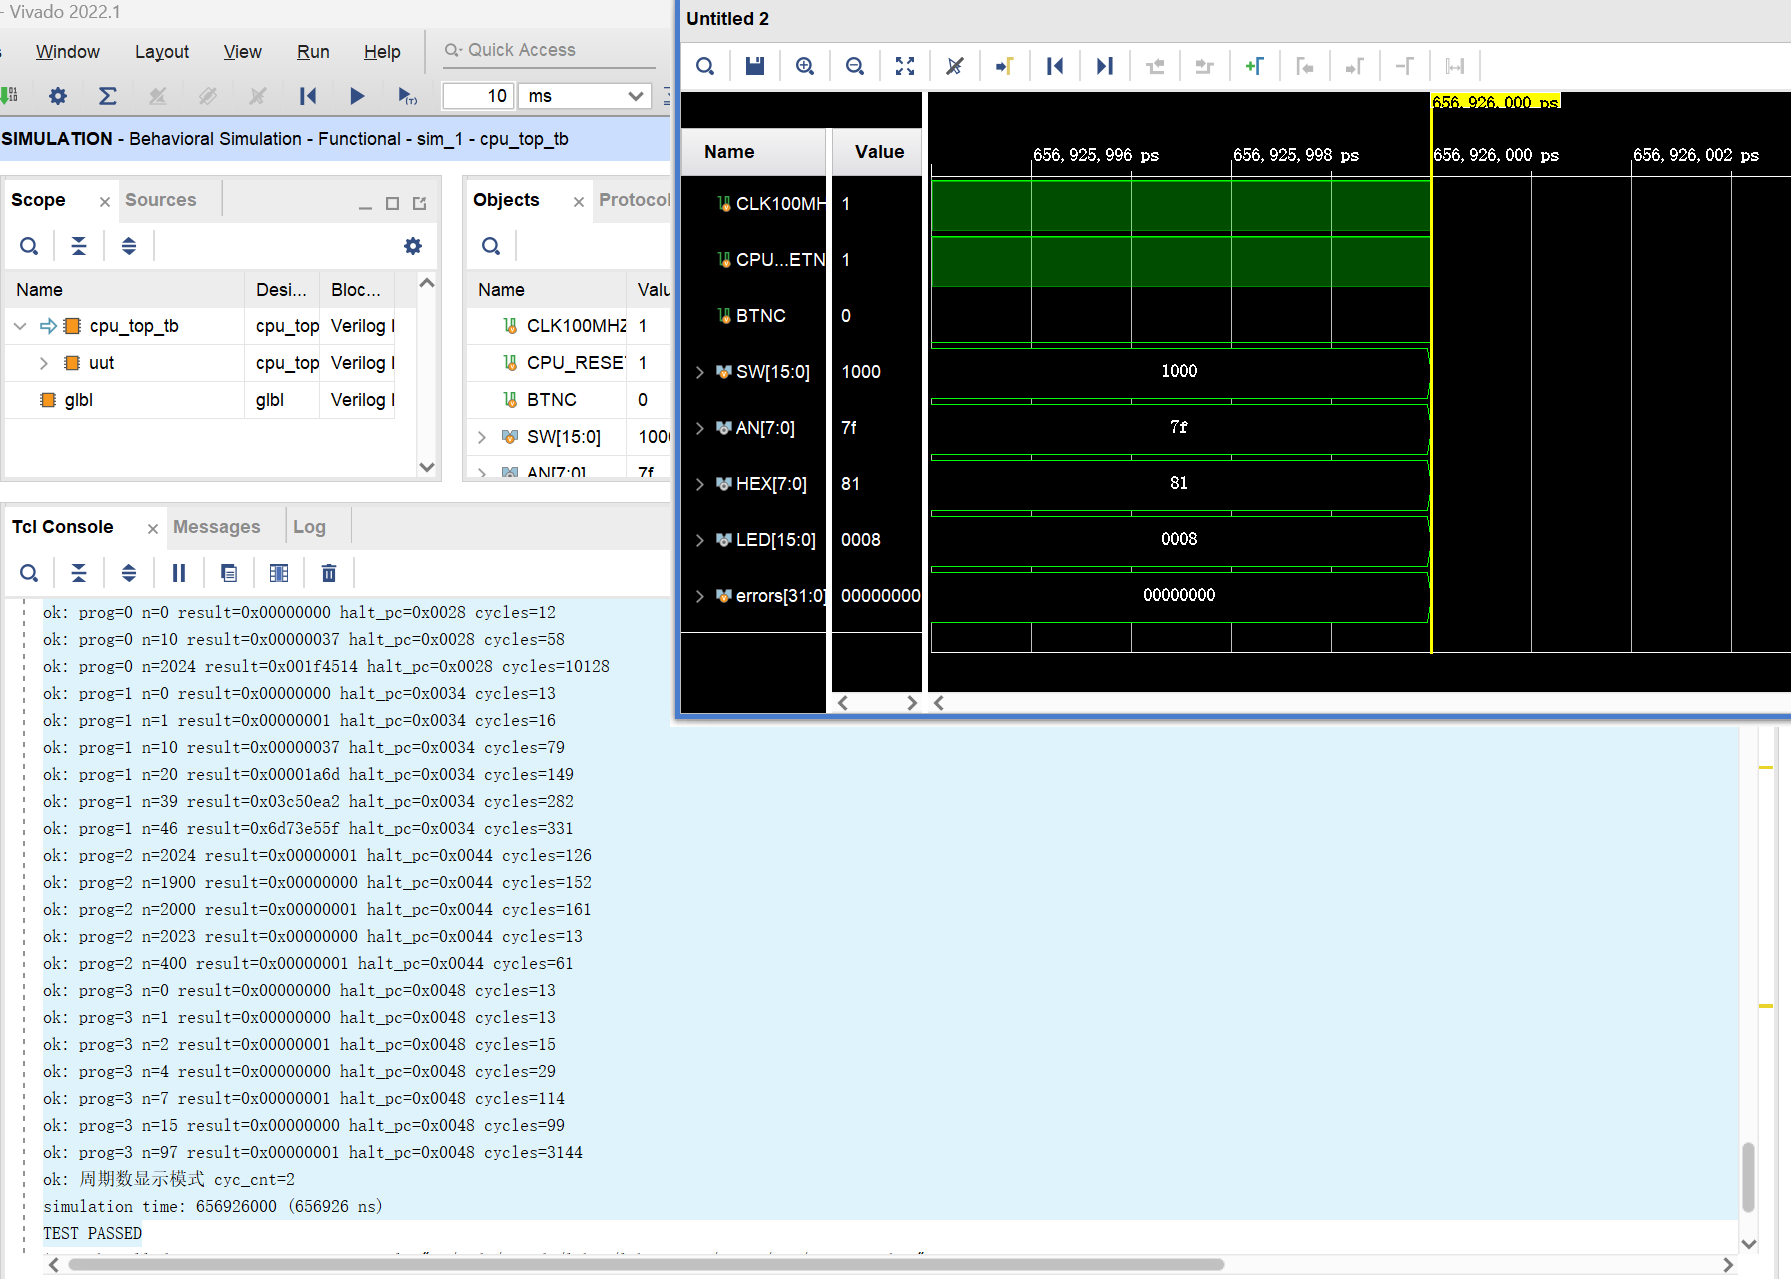 - Vivado 2022.1
Window Layout View Run Help Quick Access
10 ms
SIMULATION - Behavioral Simulation - Functional - sim_1 - cpu_top_tb
Scope Sources
Name Desi... Bloc...
cpu_top_tb cpu_top Verilog
uut cpu_top Verilog
glbl glbl Verilog
Objects Protocol
Name Valu
CLK100MHZ 1
CPU_RESE 1
BTNC 0
SW[15:0] 100
AN[7:0] 7f
Untitled 2
656,926,000 ps
Name Value 656,925,996 ps 656,925,998 ps 656,926,000 ps 656,926,002 ps
CLK100MH 1
CPU...ETN 1
BTNC 0
SW[15:0] 1000 1000
AN[7:0] 7f 7f
HEX[7:0] 81 81
LED[15:0] 0008 0008
errors[31:0] 00000000 00000000
Tcl Console Messages Log
ok: prog=0 n=0 result=0x00000000 halt_pc=0x0028 cycles=12
ok: prog=0 n=10 result=0x00000037 halt_pc=0x0028 cycles=58
ok: prog=0 n=2024 result=0x001f4514 halt_pc=0x0028 cycles=10128
ok: prog=1 n=0 result=0x00000000 halt_pc=0x0034 cycles=13
ok: prog=1 n=1 result=0x00000001 halt_pc=0x0034 cycles=16
ok: prog=1 n=10 result=0x00000037 halt_pc=0x0034 cycles=79
ok: prog=1 n=20 result=0x00001a6d halt_pc=0x0034 cycles=149
ok: prog=1 n=39 result=0x03c50ea2 halt_pc=0x0034 cycles=282
ok: prog=1 n=46 result=0x6d73e55f halt_pc=0x0034 cycles=331
ok: prog=2 n=2024 result=0x00000001 halt_pc=0x0044 cycles=126
ok: prog=2 n=1900 result=0x00000000 halt_pc=0x0044 cycles=152
ok: prog=2 n=2000 result=0x00000001 halt_pc=0x0044 cycles=161
ok: prog=2 n=2023 result=0x00000000 halt_pc=0x0044 cycles=13
ok: prog=2 n=400 result=0x00000001 halt_pc=0x0044 cycles=61
ok: prog=3 n=0 result=0x00000000 halt_pc=0x0048 cycles=13
ok: prog=3 n=1 result=0x00000000 halt_pc=0x0048 cycles=13
ok: prog=3 n=2 result=0x00000001 halt_pc=0x0048 cycles=15
ok: prog=3 n=4 result=0x00000000 halt_pc=0x0048 cycles=29
ok: prog=3 n=7 result=0x00000001 halt_pc=0x0048 cycles=114
ok: prog=3 n=15 result=0x00000000 halt_pc=0x0048 cycles=99
ok: prog=3 n=97 result=0x00000001 halt_pc=0x0048 cycles=3144
ok: 周期数显示模式 cyc_cnt=2
simulation time: 656926000 (656926 ns)
TEST PASSED